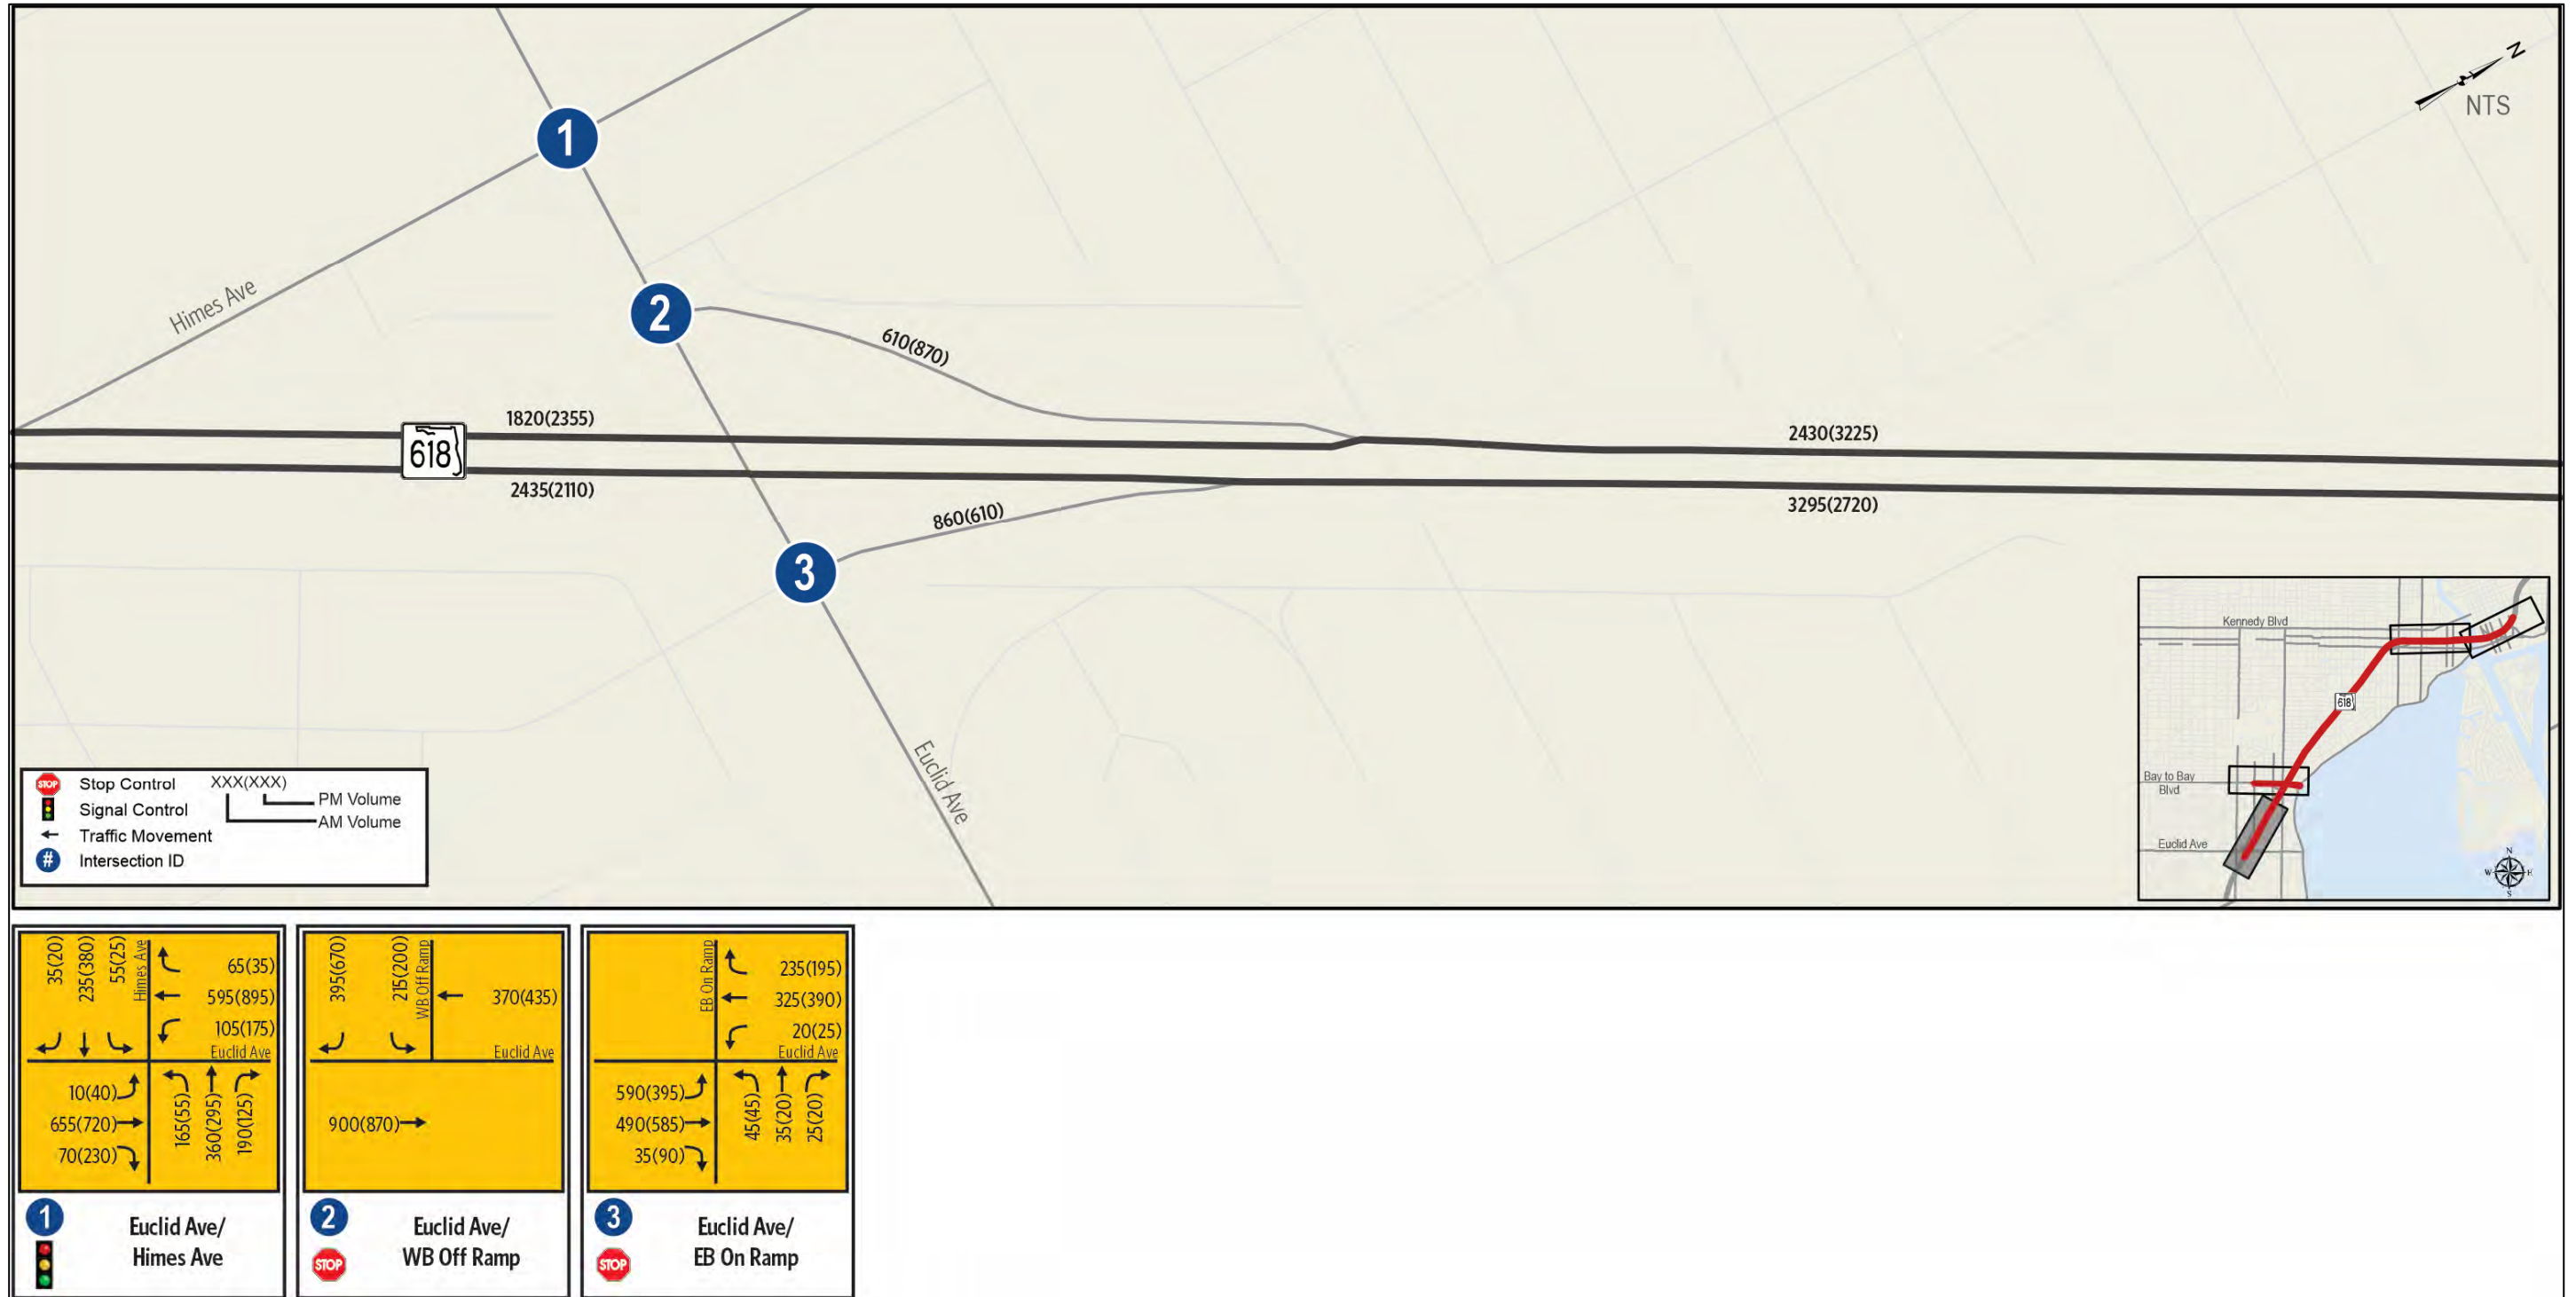 N
NTS
1
2
3
Himes Ave
610(870)
1820(2355)
618
2435(2110)
860(610)
2430(3225)
3295(2720)
Euclid Ave
STOP Stop Control
Signal Control
Traffic Movement
# Intersection ID
XXX(XXX)
PM Volume
AM Volume
Kennedy Blvd
618
Bay to Bay
Blvd
Euclid Ave
N
W E
S
35(20)
235(380)
55(25)
Himes Ave
65(35)
595(895)
105(175)
Euclid Ave
10(40)
655(720)
70(230)
165(55)
360(295)
190(125)
1
Euclid Ave/
Himes Ave
395(670)
215(200)
WB Off Ramp
370(435)
Euclid Ave
900(870)
2
STOP
Euclid Ave/
WB Off Ramp
EB On Ramp
235(195)
325(390)
20(25)
Euclid Ave
590(395)
490(585)
35(90)
45(45)
35(20)
25(20)
3
STOP
Euclid Ave/
EB On Ramp